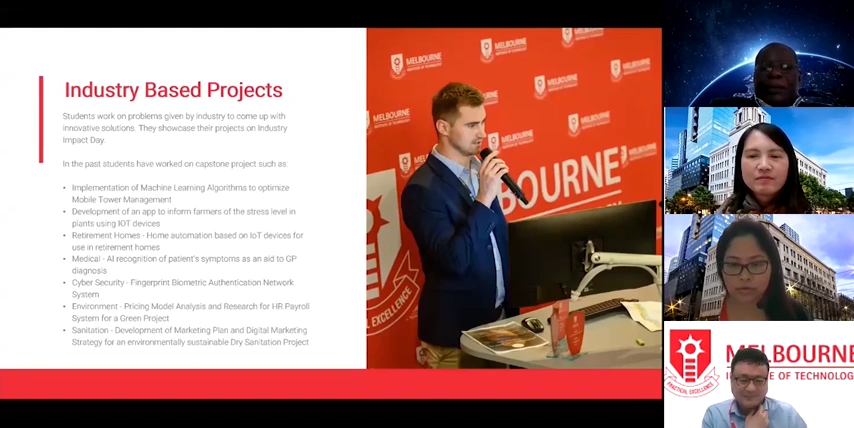 Industry Based Projects
Students work on problems given by Industry to come up with
innovative solutions. They showcase their projects on Industry
Impact Day.
In the past students have worked on capstone project such as:
• Implementation of Machine Learning Algorithms to optimize
Mobile Tower Management
• Development of an app to inform farmers of the stress level in
plants using IOT devices
• Retirement Homes - Home automation based on IoT devices for
use in retirement homes
• Medical - AI recognition of patient's symptoms as an aid to GP
diagnosis
• Cyber Security - Fingerprint Biometric Authentication Network
System
• Environment - Pricing Model Analysis and Research for HR Payroll
System for a Green Project
• Sanitation - Development of Marketing Plan and Digital Marketing
Strategy for an environmentally sustainable Dry Sanitation Project
MELBOURNE
INSTITUTE OF TECHNOLOGY
MELBOURNE
MELBOURNE
MELBOURNE
MELBOURNE
BOURNE
EXCELLENCE
MELBOURNE
OF TECHNOLOG
PRACTICAL EXCELLENCE